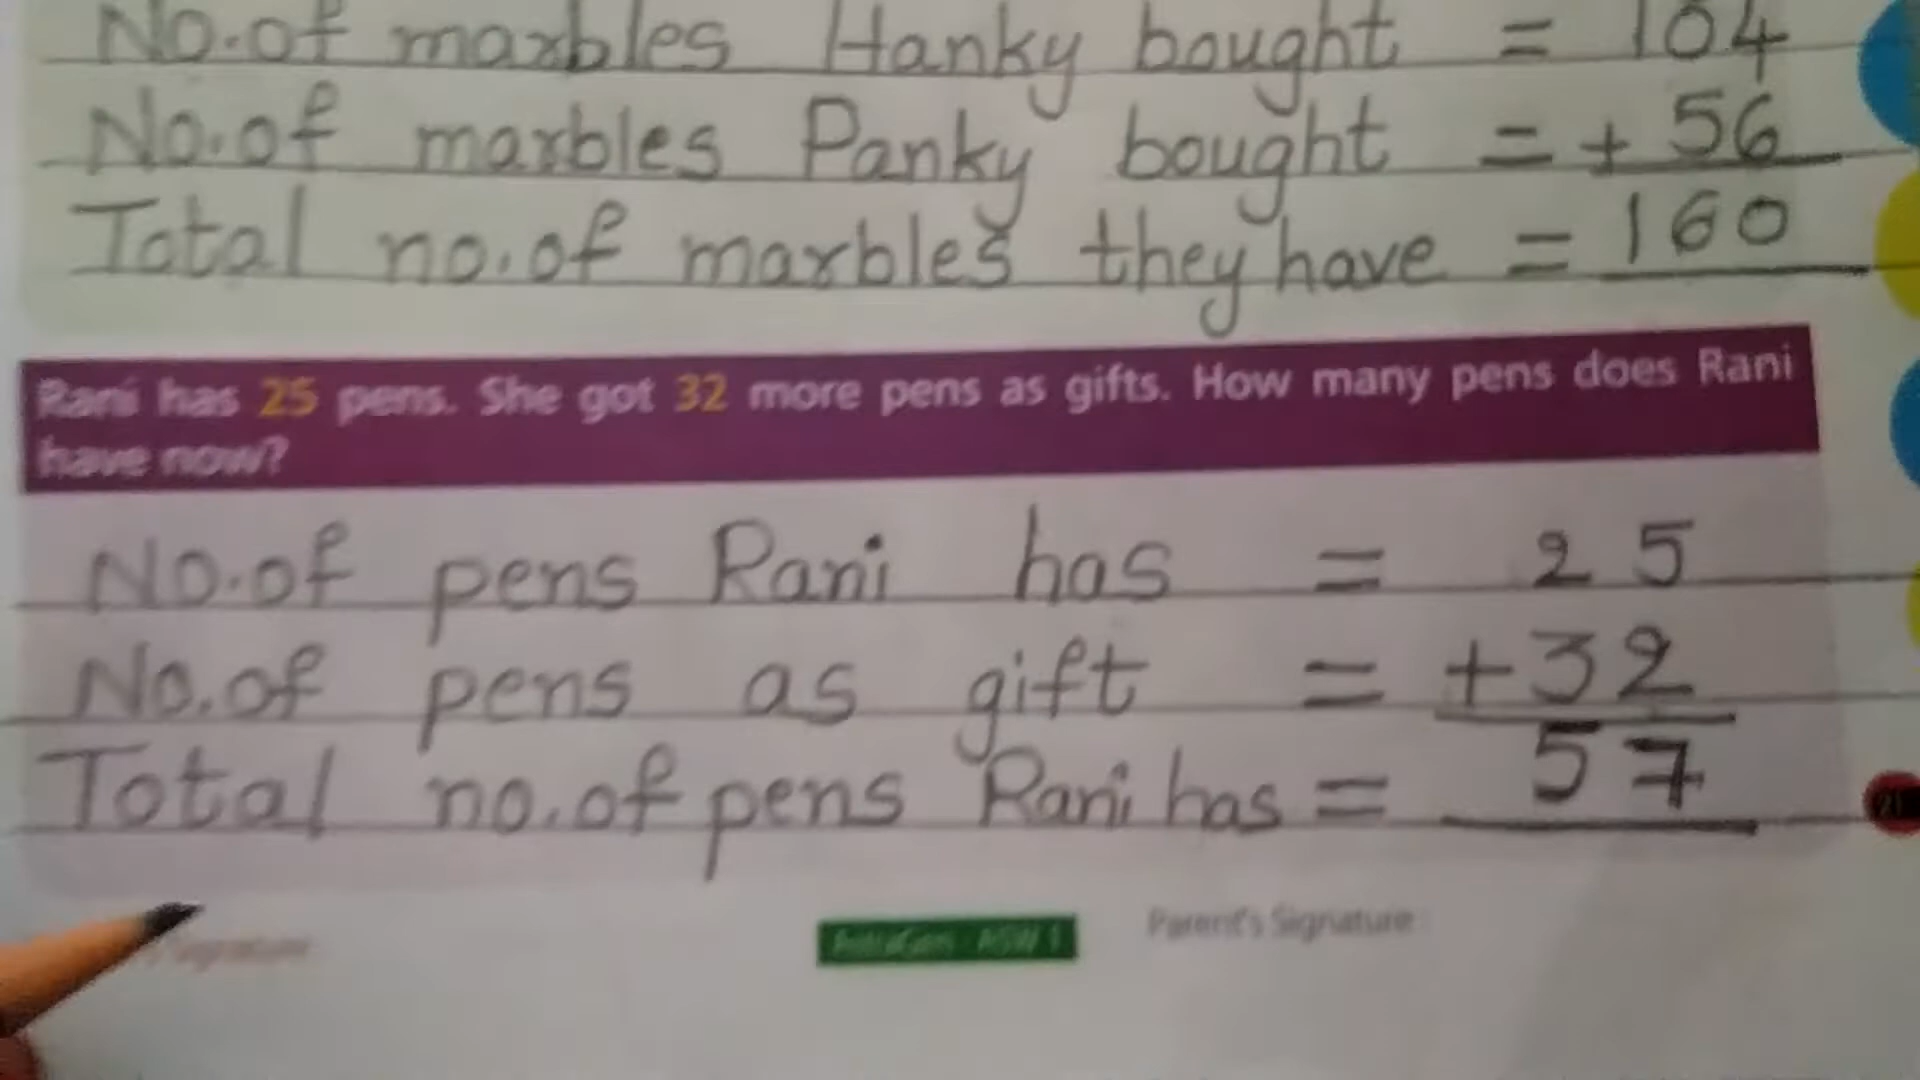 No.of marbles Hanky bought = 104
No.of marbles Panky bought = + 56
Total no.of marbles they have = 160
Rani has 25 pens. She got 32 more pens as gifts. How many pens does Rani
have now?
No.of pens Rani has = 25
No.of pens as gift = +32
Total no.of pens Rani has = 57
Signature
Parent's Signature :